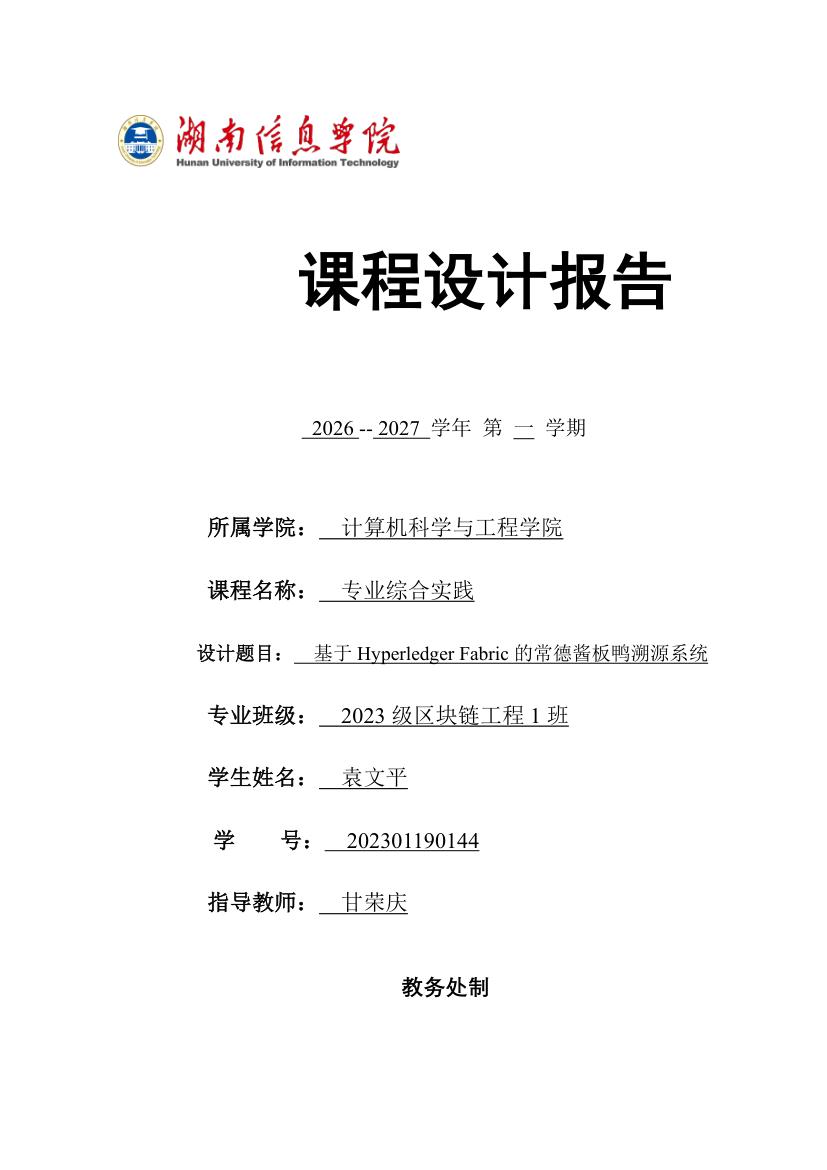 湖南信息学院
Hunan University of Information Technology
课程设计报告
2026 -- 2027 学年 第 一 学期
所属学院: 计算机科学与工程学院
课程名称: 专业综合实践
设计题目: 基于 Hyperledger Fabric 的常德酱板鸭溯源系统
专业班级: 2023 级区块链工程 1 班
学生姓名: 袁文平
学 号: 202301190144
指导教师: 甘荣庆
教务处制